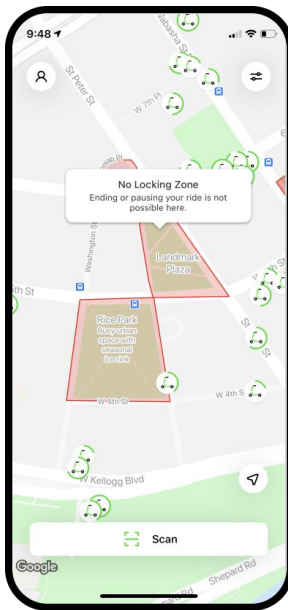 9:48
Wabasha St
St Peter St
W 7th Pl
No Locking Zone
Ending or pausing your ride is not
possible here.
Washington St
Landmark
Plaza
5th St
Rice Park
Busy urban
space with
seasonal
ice rink
St
W 4th St
W 4th S
W Kellogg Blvd
Scan
Google
Shepard Rd
Rd